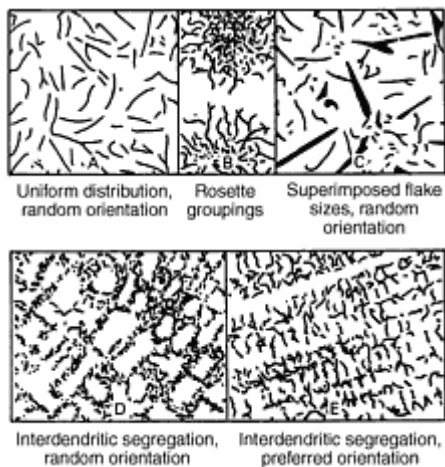 A
B
C
Uniform distribution,
random orientation
Rosette
groupings
Superimposed flake
sizes, random
orientation
D
E
Interdendritic segregation,
random orientation
Interdendritic segregation,
preferred orientation